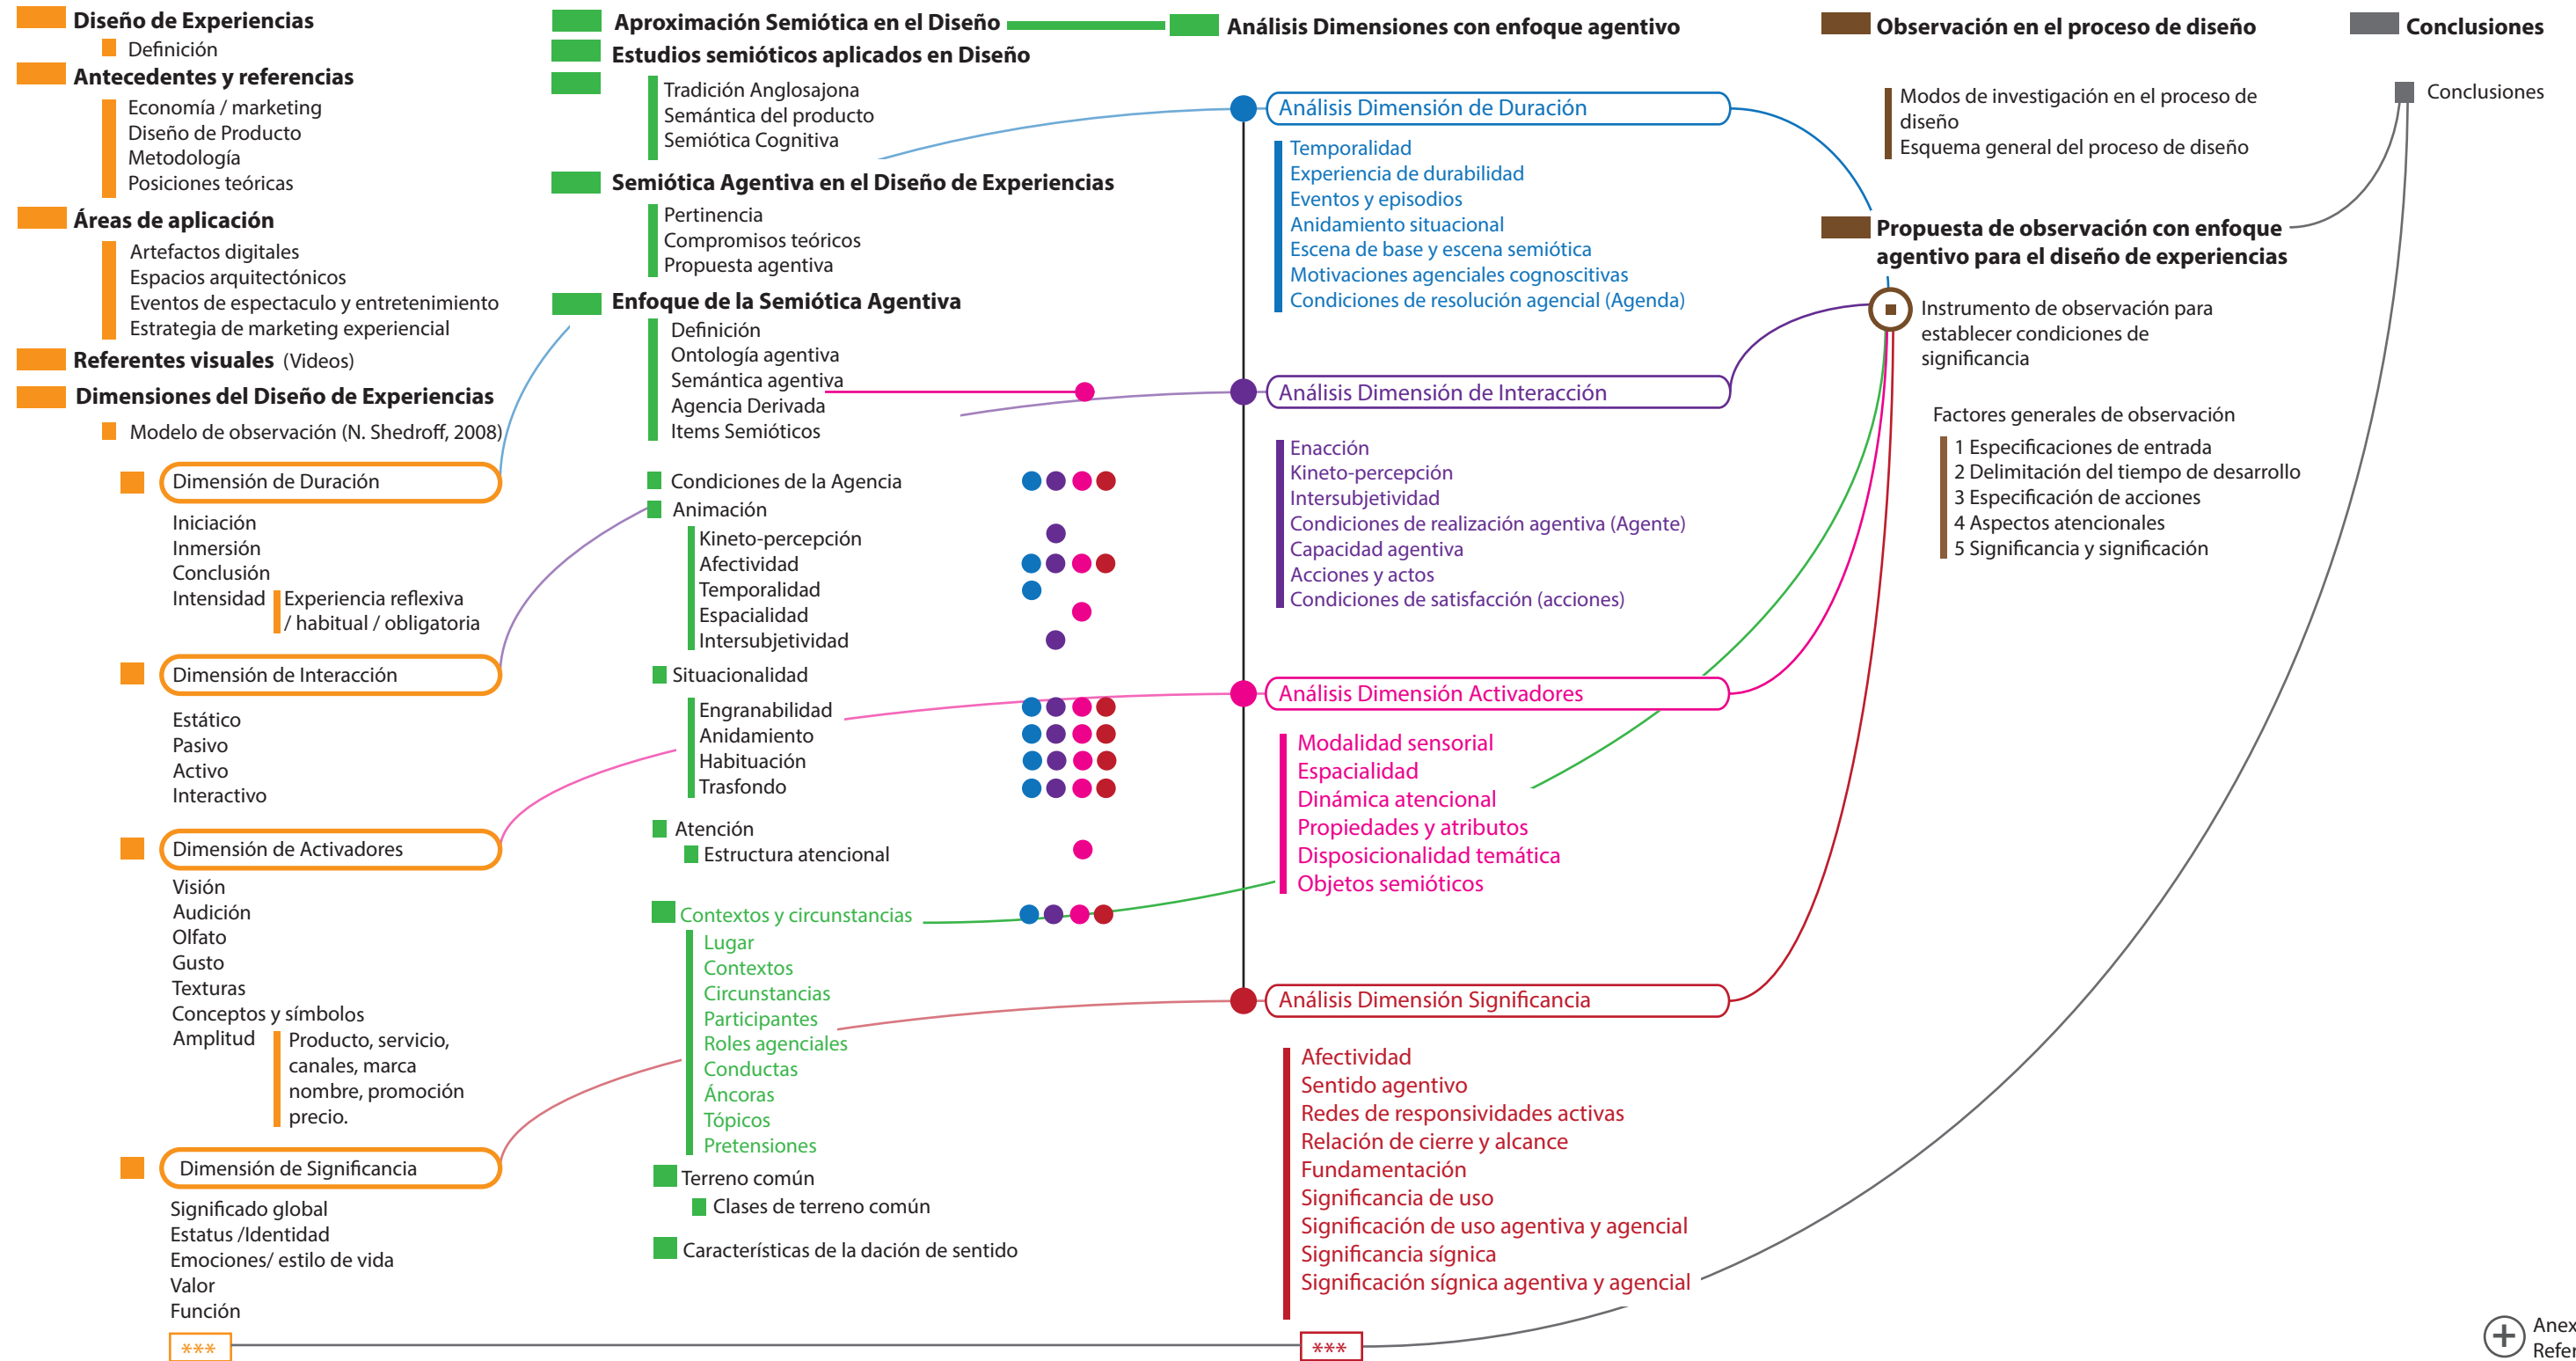 Diseño de Experiencias
Definición
Antecedentes y referencias
Economía / marketing
Diseño de Producto
Metodología
Posiciones teóricas
Áreas de aplicación
Artefactos digitales
Espacios arquitectónicos
Eventos de espectaculo y entretenimiento
Estrategia de marketing experiencial
Referentes visuales (Videos)
Dimensiones del Diseño de Experiencias
Modelo de observación (N. Shedroff, 2008)
Dimensión de Duración
Iniciación
Inmersión
Conclusión
Intensidad
Experiencia reflexiva
/ habitual / obligatoria
Dimensión de Interacción
Estático
Pasivo
Activo
Interactivo
Dimensión de Activadores
Visión
Audición
Olfato
Gusto
Texturas
Conceptos y símbolos
Amplitud
Producto, servicio,
canales, marca
nombre, promoción
precio.
Dimensión de Significancia
Significado global
Estatus /Identidad
Emociones/ estilo de vida
Valor
Función
***
Aproximación Semiótica en el Diseño
Estudios semióticos aplicados en Diseño
Tradición Anglosajona
Semántica del producto
Semiótica Cognitiva
Semiótica Agentiva en el Diseño de Experiencias
Pertinencia
Compromisos teóricos
Propuesta agentiva
Enfoque de la Semiótica Agentiva
Definición
Ontología agentiva
Semántica agentiva
Agencia Derivada
Items Semióticos
Condiciones de la Agencia
Animación
Kineto-percepción
Afectividad
Temporalidad
Espacialidad
Intersubjetividad
Situacionalidad
Engranabilidad
Anidamiento
Habituación
Trasfondo
Atención
Estructura atencional
Contextos y circunstancias
Lugar
Contextos
Circunstancias
Participantes
Roles agenciales
Conductas
Áncoras
Tópicos
Pretensiones
Terreno común
Clases de terreno común
Características de la dación de sentido
Análisis Dimensiones con enfoque agentivo
Análisis Dimensión de Duración
Temporalidad
Experiencia de durabilidad
Eventos y episodios
Anidamiento situacional
Escena de base y escena semiótica
Motivaciones agenciales cognoscitivas
Condiciones de resolución agencial (Agenda)
Análisis Dimensión de Interacción
Enacción
Kineto-percepción
Intersubjetividad
Condiciones de realización agentiva (Agente)
Capacidad agentiva
Acciones y actos
Condiciones de satisfacción (acciones)
Análisis Dimensión Activadores
Modalidad sensorial
Espacialidad
Dinámica atencional
Propiedades y atributos
Disposicionalidad temática
Objetos semióticos
Análisis Dimensión Significancia
Afectividad
Sentido agentivo
Redes de responsividades activas
Relación de cierre y alcance
Fundamentación
Significancia de uso
Significación de uso agentiva y agencial
Significancia sígnica
Significación sígnica agentiva y agencial
***
Observación en el proceso de diseño
Modos de investigación en el proceso de
diseño
Esquema general del proceso de diseño
Propuesta de observación con enfoque
agentivo para el diseño de experiencias
Instrumento de observación para
establecer condiciones de
significancia
Factores generales de observación
1 Especificaciones de entrada
2 Delimitación del tiempo de desarrollo
3 Especificación de acciones
4 Aspectos atencionales
5 Significancia y significación
Conclusiones
Conclusiones
Anex
Refer